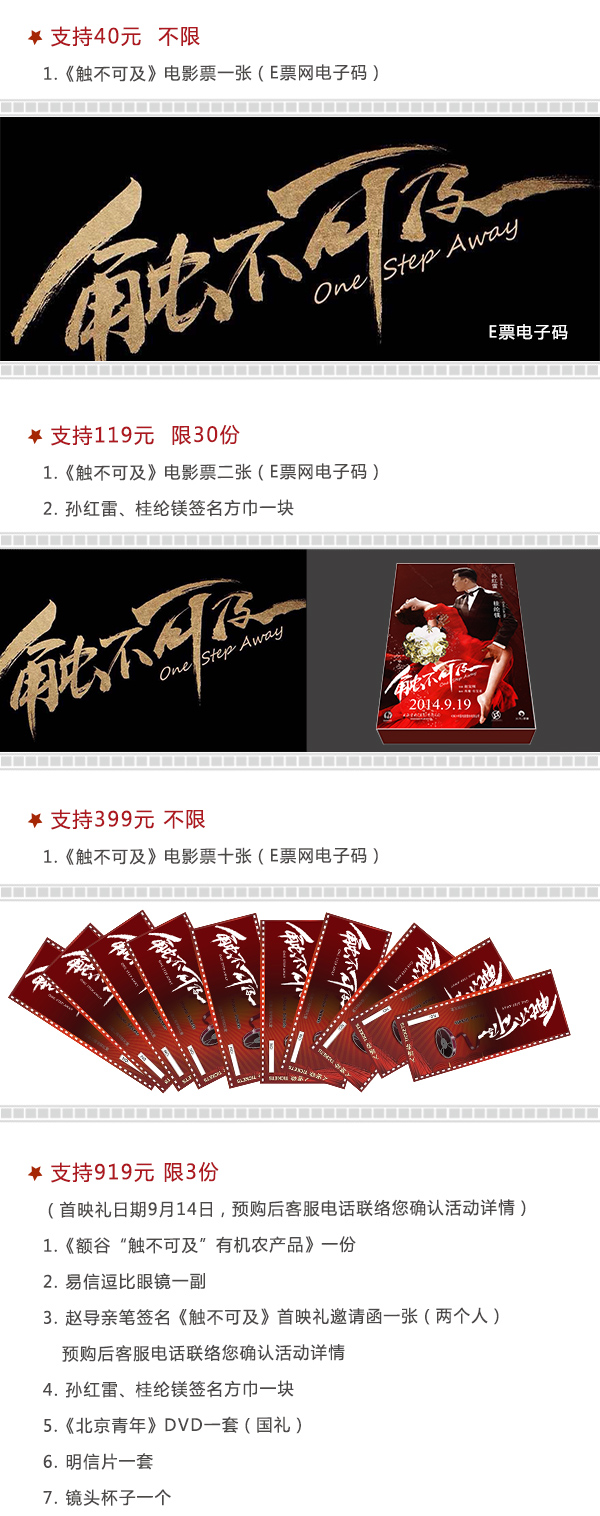 支持40元 不限
1.《触不可及》电影票一张（E票网电子码）
触不可及
One Step Away
E票电子码
支持119元 限30份
1.《触不可及》电影票二张（E票网电子码）
2. 孙红雷、桂纶镁签名方巾一块
触不可及
One Step Away
孙红雷
桂纶镁
触不可及
One Step Away
2014.9.19
支持399元 不限
1.《触不可及》电影票十张（E票网电子码）
触不可及
ONE STEP AWAY
TICKETS
支持919元 限3份
（首映礼日期9月14日，预购后客服电话联络您确认活动详情）
1.《额谷“触不可及”有机农产品》一份
2. 易信逗比眼镜一副
3. 赵导亲笔签名《触不可及》首映礼邀请函一张（两个人）
预购后客服电话联络您确认活动详情
4. 孙红雷、桂纶镁签名方巾一块
5.《北京青年》DVD一套（国礼）
6. 明信片一套
7. 镜头杯子一个